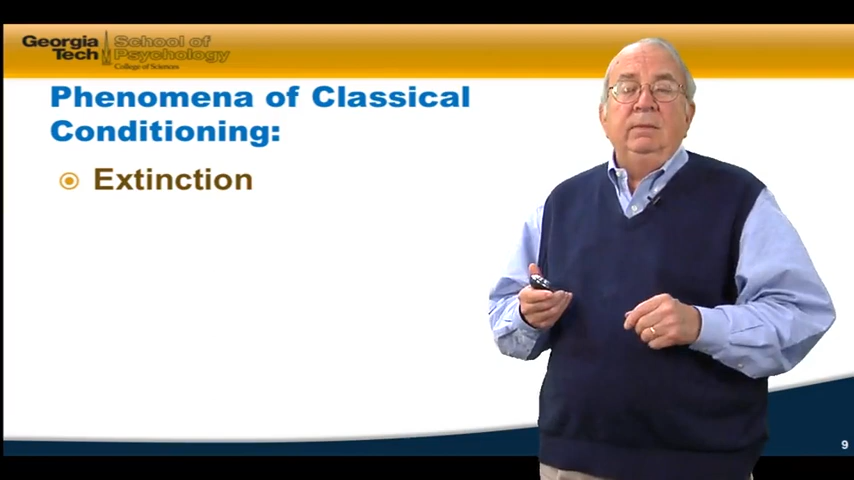 Georgia Tech
School of Psychology
College of Sciences
Phenomena of Classical
Conditioning:
Extinction
9